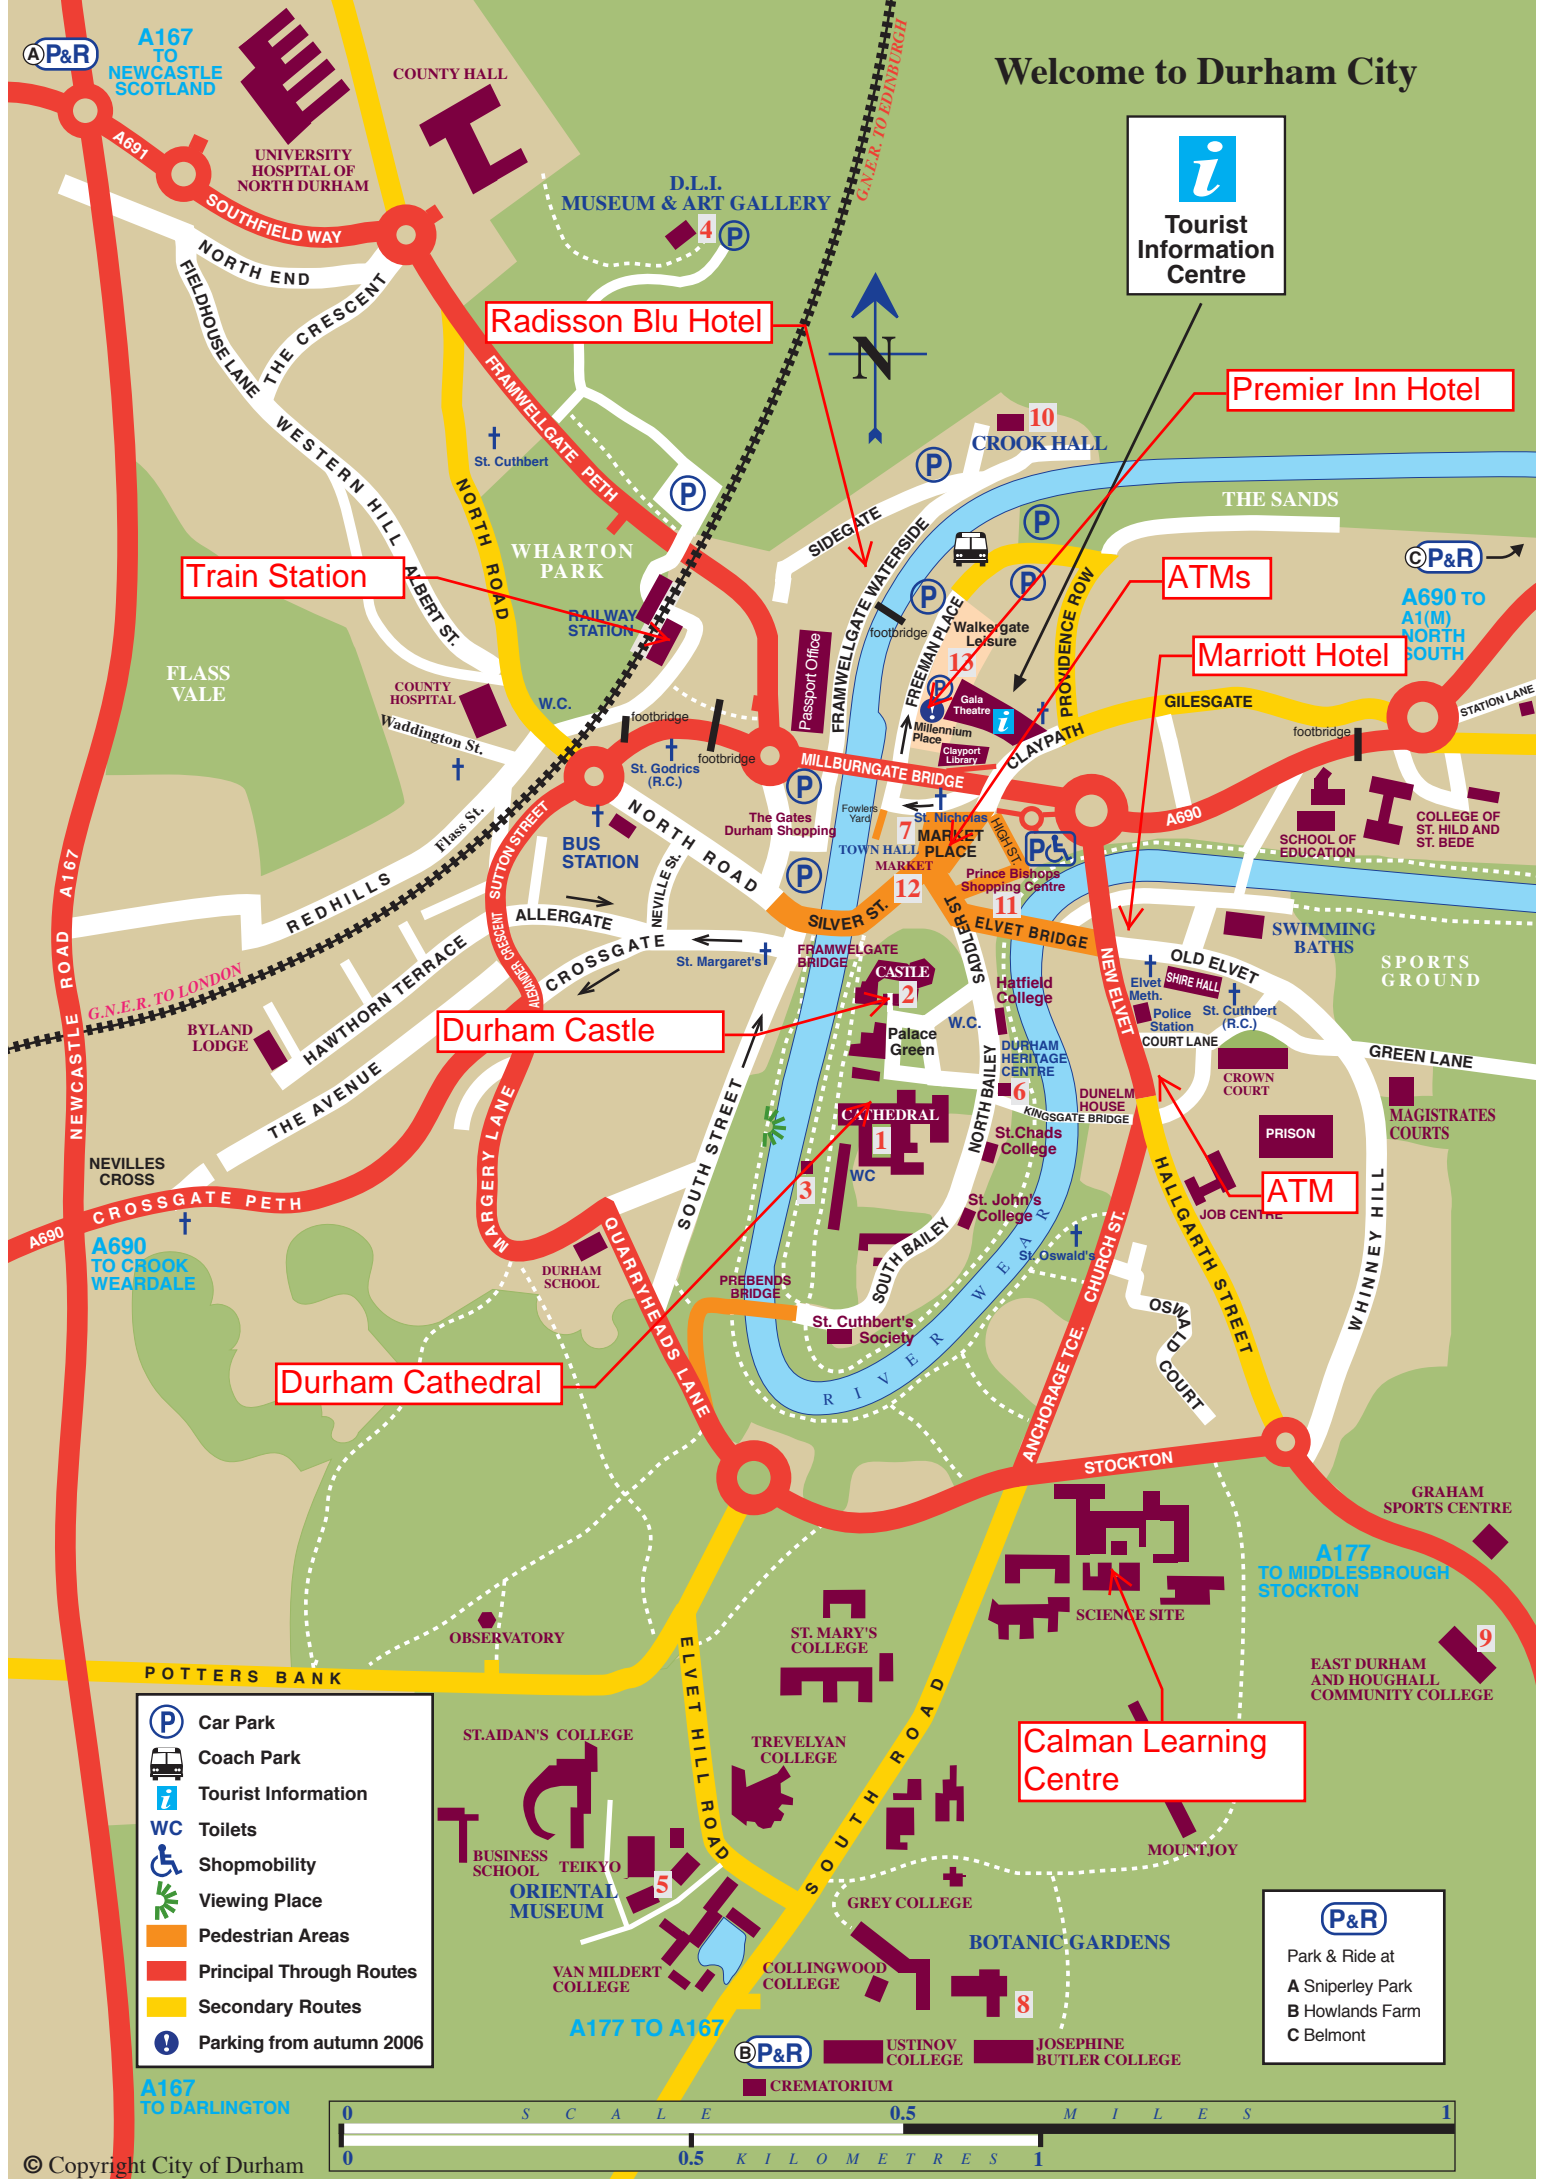 Welcome to Durham City
A P&R
A167
TO
NEWCASTLE
SCOTLAND
COUNTY HALL
UNIVERSITY
HOSPITAL OF
NORTH DURHAM
A691
SOUTHFIELD WAY
NORTH END
FIELDHOUSE LANE
THE CRESCENT
D.L.I.
MUSEUM & ART GALLERY
4
P
G.N.E.R. TO EDINBURGH
i
Tourist
Information
Centre
Radisson Blu Hotel
N
Premier Inn Hotel
FRAMWELLGATE PETH
WESTERN HILL
St. Cuthbert
NORTH ROAD
P
10
CROOK HALL
P
THE SANDS
SIDEGATE
P
WHARTON
PARK
Train Station
ALBERT ST.
RAILWAY
STATION
FRAMWELLGATE WATERSIDE
P
P
ATMs
C P&R
A690 TO
A1(M)
NORTH
SOUTH
footbridge
FREEMAN PLACE
Walkergate
Leisure
13
PROVIDENCE ROW
Marriott Hotel
FLASS
VALE
COUNTY
HOSPITAL
W.C.
Waddington St.
Passport Office
P
Gala
Theatre
i
Millennium
Place
Clayport
Library
CLAYPATH
GILESGATE
STATION LANE
footbridge
footbridge
footbridge
St. Godrics
(R.C.)
MILLBURNGATE BRIDGE
P
The Gates
Durham Shopping
Fowlers
Yard
St. Nicholas
7
MARKET
PLACE
TOWN HALL
MARKET
HIGH ST.
P
A690
SCHOOL OF
EDUCATION
COLLEGE OF
ST. HILD AND
ST. BEDE
A167
Flass St.
SUTTON STREET
BUS
STATION
NORTH ROAD
NEVILLE St.
P
12
Prince Bishops
Shopping Centre
11
REDHILLS
ALLERGATE
SILVER ST.
SADDLER ST
ELVET BRIDGE
SWIMMING
BATHS
SPORTS
GROUND
ALEXANDER CRESCENT
CROSSGATE
St. Margaret's
FRAMWELGATE
BRIDGE
CASTLE
2
Hatfield
College
NEW ELVET
OLD ELVET
Elvet
Meth.
SHIRE HALL
St. Cuthbert
(R.C.)
Police
Station
COURT LANE
NEWCASTLE ROAD
G.N.E.R. TO LONDON
HAWTHORN TERRACE
BYLAND
LODGE
Durham Castle
Palace
Green
W.C.
DURHAM
HERITAGE
CENTRE
6
GREEN LANE
CROWN
COURT
THE AVENUE
MARGERY LANE
SOUTH STREET
CATHEDRAL
1
NORTH BAILEY
KINGSGATE BRIDGE
DUNELM
HOUSE
PRISON
MAGISTRATES
COURTS
NEVILLES
CROSS
WC
3
St.Chads
College
HALLGARTH STREET
ATM
JOB CENTRE
A690
CROSSGATE PETH
A690
TO CROOK
WEARDALE
St. John's
College
SOUTH BAILEY
St. Oswald's
CHURCH ST.
WHINNEY HILL
DURHAM
SCHOOL
QUARRYHEADS LANE
PREBENDS
BRIDGE
St. Cuthbert's
Society
RIVER WEAR
OSWALD
COURT
Durham Cathedral
ANCHORAGE TCE.
STOCKTON
GRAHAM
SPORTS CENTRE
A177
TO MIDDLESBROUGH
STOCKTON
SCIENCE SITE
OBSERVATORY
ST. MARY'S
COLLEGE
9
EAST DURHAM
AND HOUGHALL
COMMUNITY COLLEGE
POTTERS BANK
ELVET HILL ROAD
SOUTH ROAD
Calman Learning
Centre
ST.AIDAN'S COLLEGE
TREVELYAN
COLLEGE
MOUNTJOY
BUSINESS
SCHOOL
TEIKYO
5
ORIENTAL
MUSEUM
GREY COLLEGE
BOTANIC GARDENS
VAN MILDERT
COLLEGE
COLLINGWOOD
COLLEGE
8
A177 TO A167
B P&R
USTINOV
COLLEGE
JOSEPHINE
BUTLER COLLEGE
CREMATORIUM
P Car Park
Coach Park
i Tourist Information
WC Toilets
Shopmobility
Viewing Place
Pedestrian Areas
Principal Through Routes
Secondary Routes
! Parking from autumn 2006
P&R
Park & Ride at
A Sniperley Park
B Howlands Farm
C Belmont
A167
TO DARLINGTON
0 SCALE 0.5 MILES 1
0 0.5 KILOMETRES 1
© Copyright City of Durham